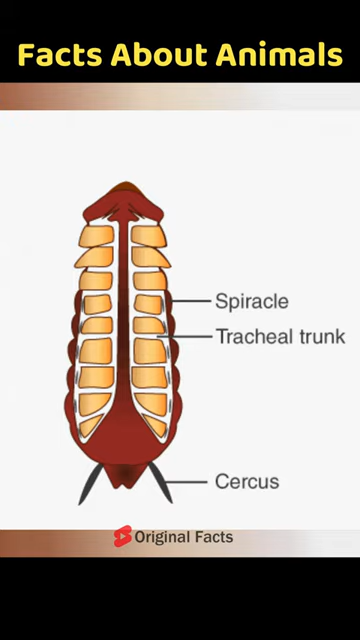 Facts About Animals
Spiracle
Tracheal trunk
Cercus
Original Facts